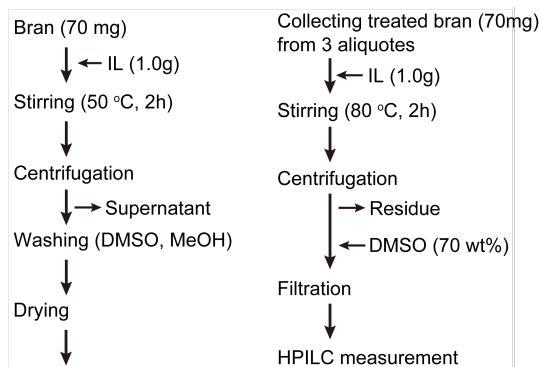 Bran (70 mg)
IL (1.0g)
Stirring (50 °C, 2h)
Centrifugation
Supernatant
Washing (DMSO, MeOH)
Drying
Collecting treated bran (70mg)
from 3 aliquotes
IL (1.0g)
Stirring (80 °C, 2h)
Centrifugation
Residue
DMSO (70 wt%)
Filtration
HPILC measurement